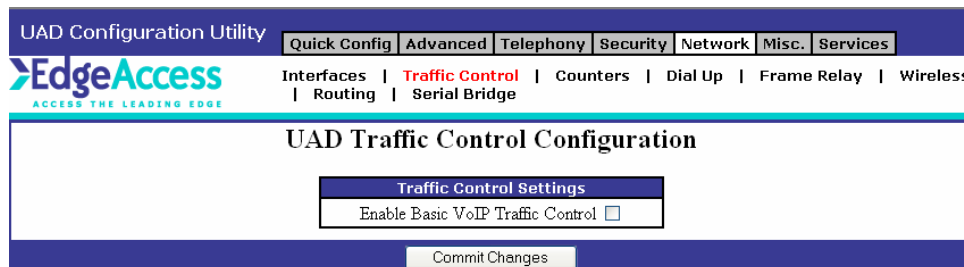 UAD Configuration Utility
Quick Config Advanced Telephony Security Network Misc. Services
EdgeAccess
ACCESS THE LEADING EDGE
Interfaces | Traffic Control | Counters | Dial Up | Frame Relay | Wireless
| Routing | Serial Bridge
UAD Traffic Control Configuration
Traffic Control Settings
Enable Basic VoIP Traffic Control
Commit Changes